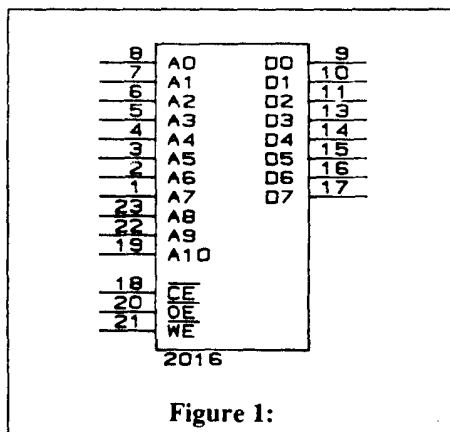 8 A0 D0 9
7 A1 D1 10
6 A2 D2 11
5 A3 D3 13
4 A4 D4 14
3 A5 D5 15
2 A6 D6 16
1 A7 D7 17
23 A8
22 A9
19 A10
18 CE
20 OE
21 WE
2016
Figure 1: